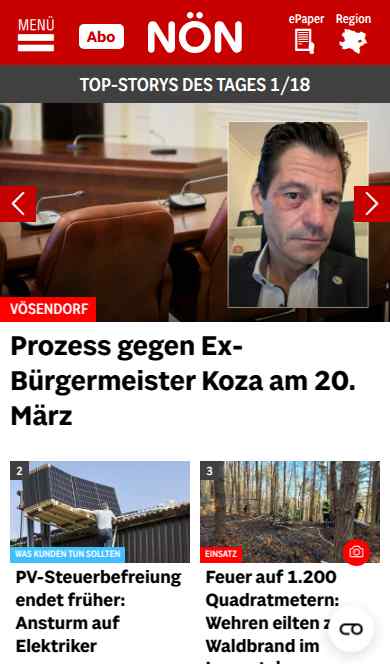 MENÜ
Abo
NÖN
ePaper
Region
TOP-STORYS DES TAGES 1/18
VÖSENDORF
Prozess gegen Ex-
Bürgermeister Koza am 20.
März
2
WAS KUNDEN TUN SOLLTEN
PV-Steuerbefreiung
endet früher:
Ansturm auf
Elektriker
3
EINSATZ
Feuer auf 1.200
Quadratmetern:
Wehren eilten
Waldbrand im